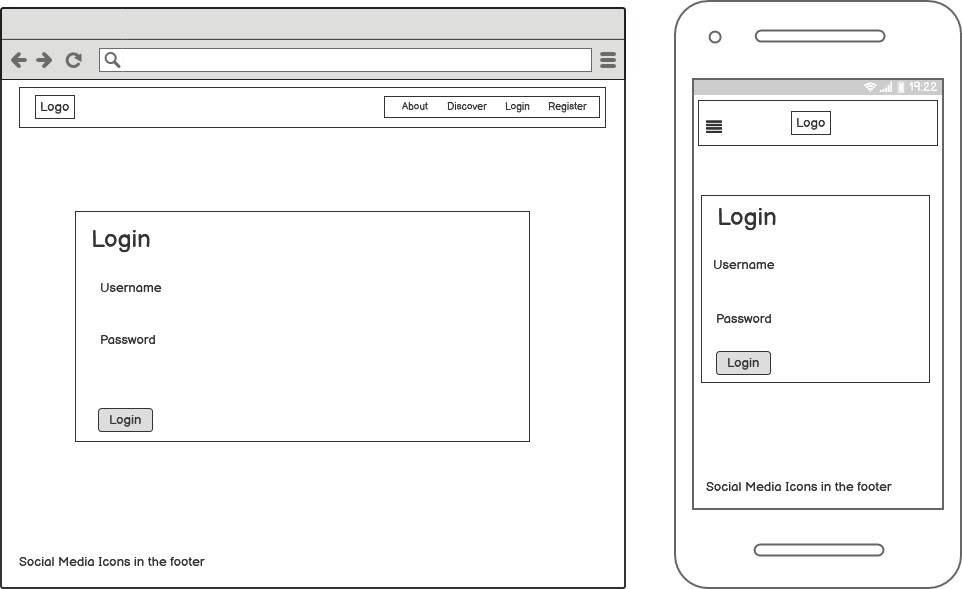 Logo
About Discover Login Register
Login
Username
Password
Login
Social Media Icons in the footer
19:22
Logo
Login
Username
Password
Login
Social Media Icons in the footer